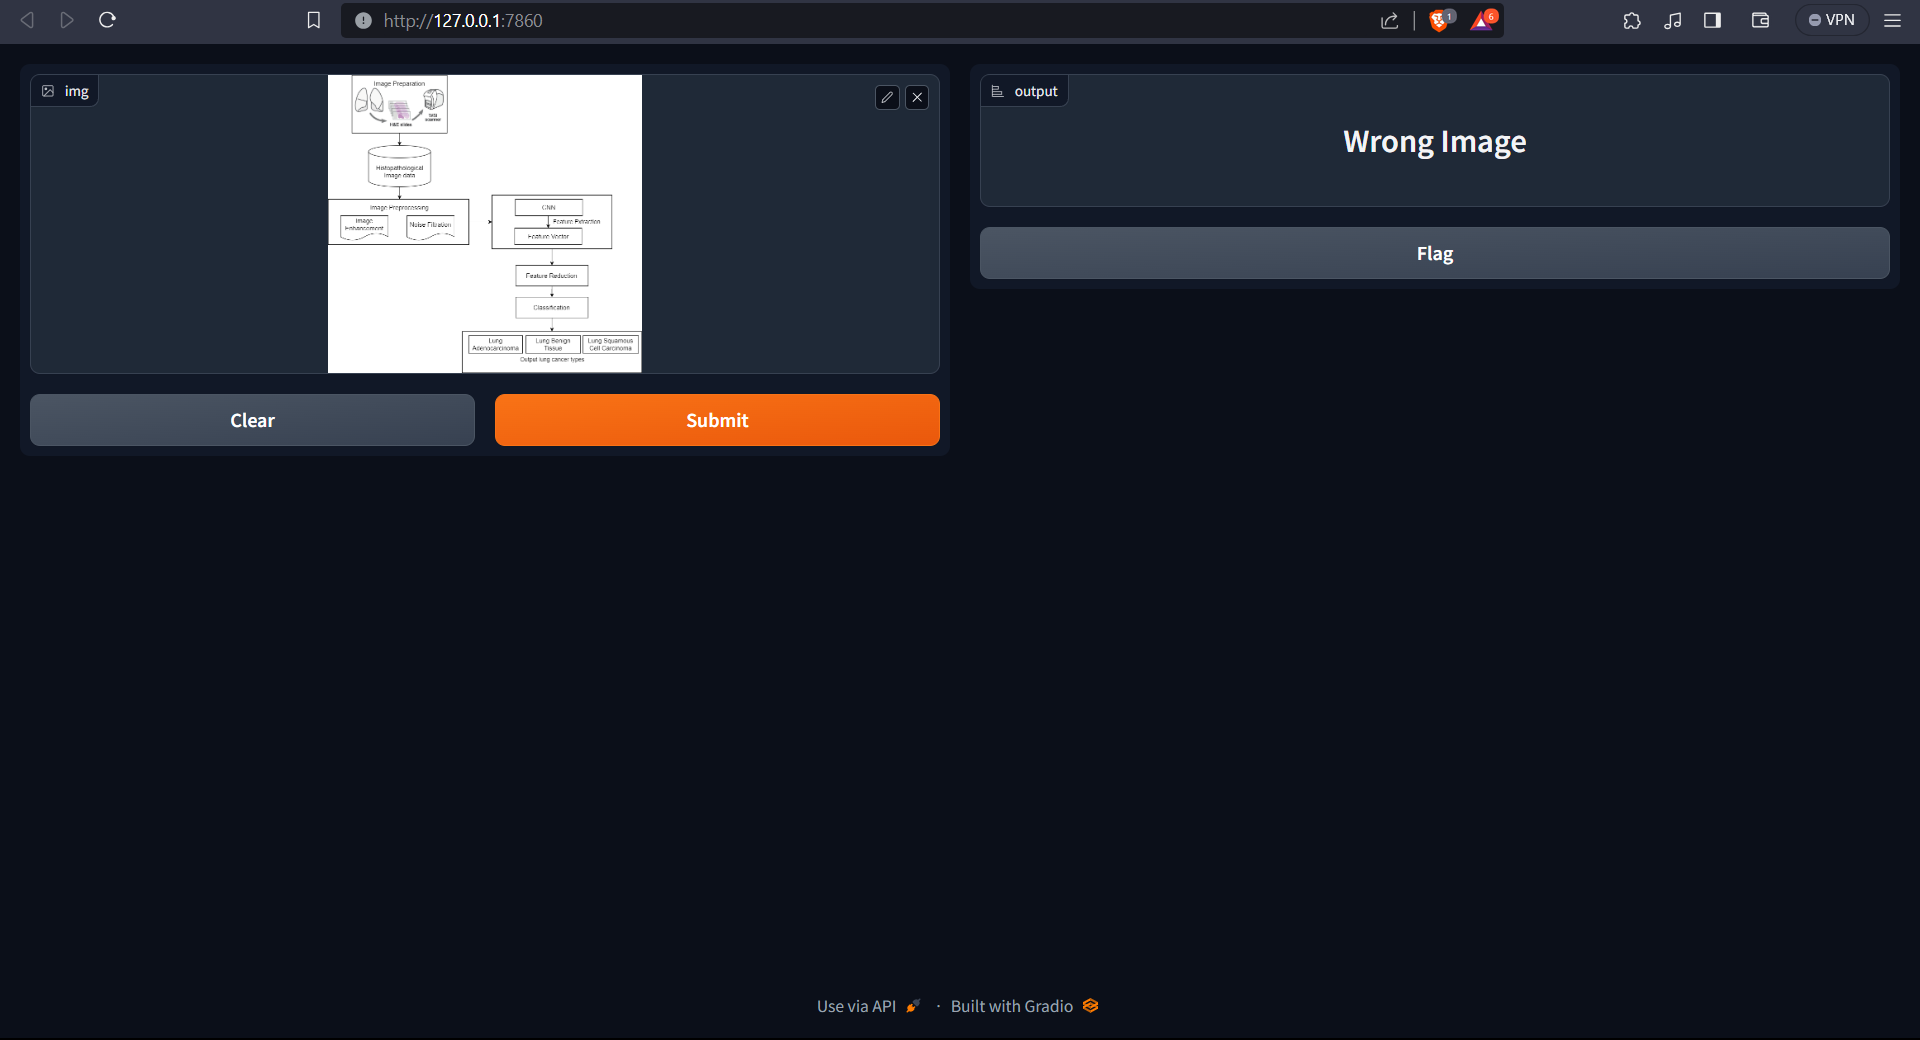 http://127.0.0.1:7860
1
6
VPN
img
Image Preparation
H&E slides
Histopathological
image data
Image Preprocessing
Image
Enhancement
Noise Filtration
CNN
Feature Extraction
Feature Vector
Feature Reduction
Classification
Lung
Adenocarcinoma
Lung Benign
Tissue
Lung Squamous
Cell Carcinoma
Output lung cancer types
Clear
Submit
output
Wrong Image
Flag
Use via API · Built with Gradio